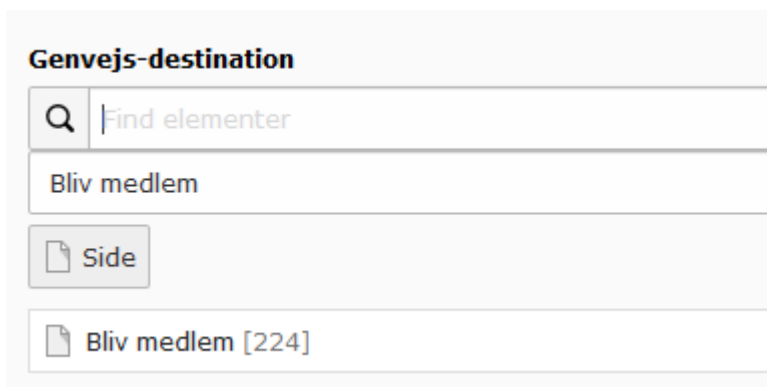 Genvejs-destination
Find elementer
Bliv medlem
Side
Bliv medlem [224]